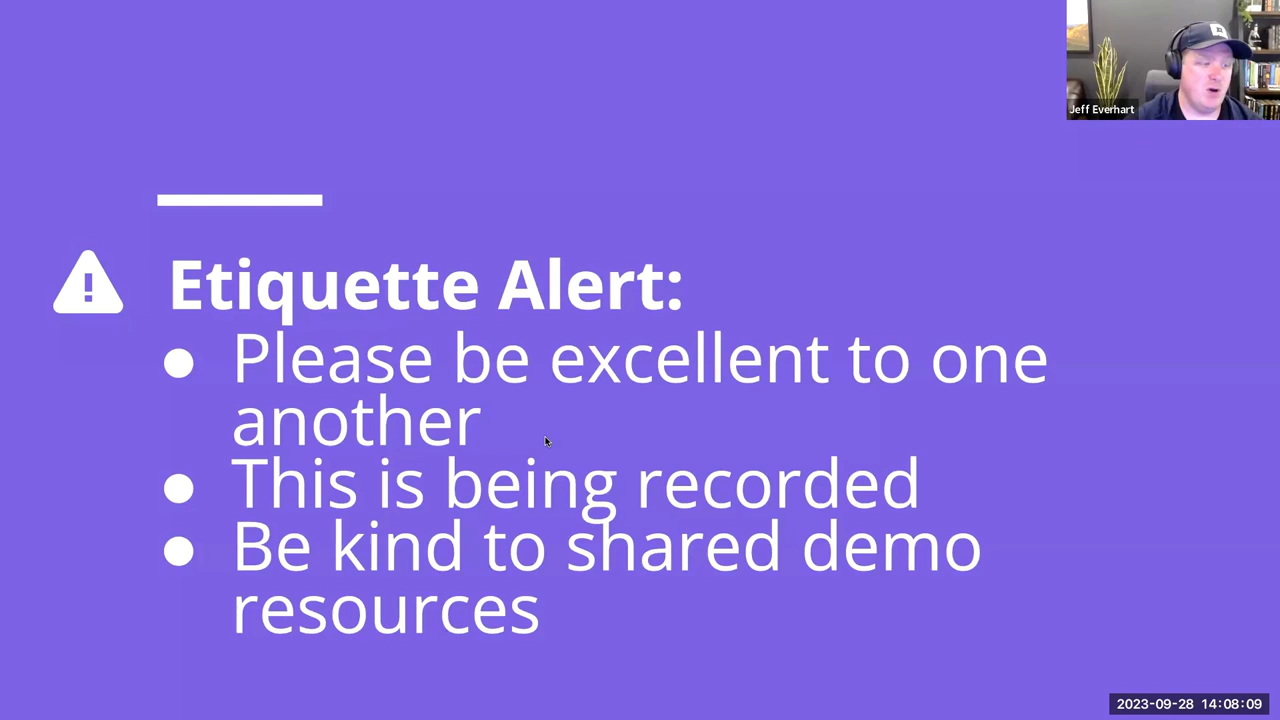 Jeff Everhart
Etiquette Alert:
● Please be excellent to one
another
● This is being recorded
● Be kind to shared demo
resources
2023-09-28 14:08:09